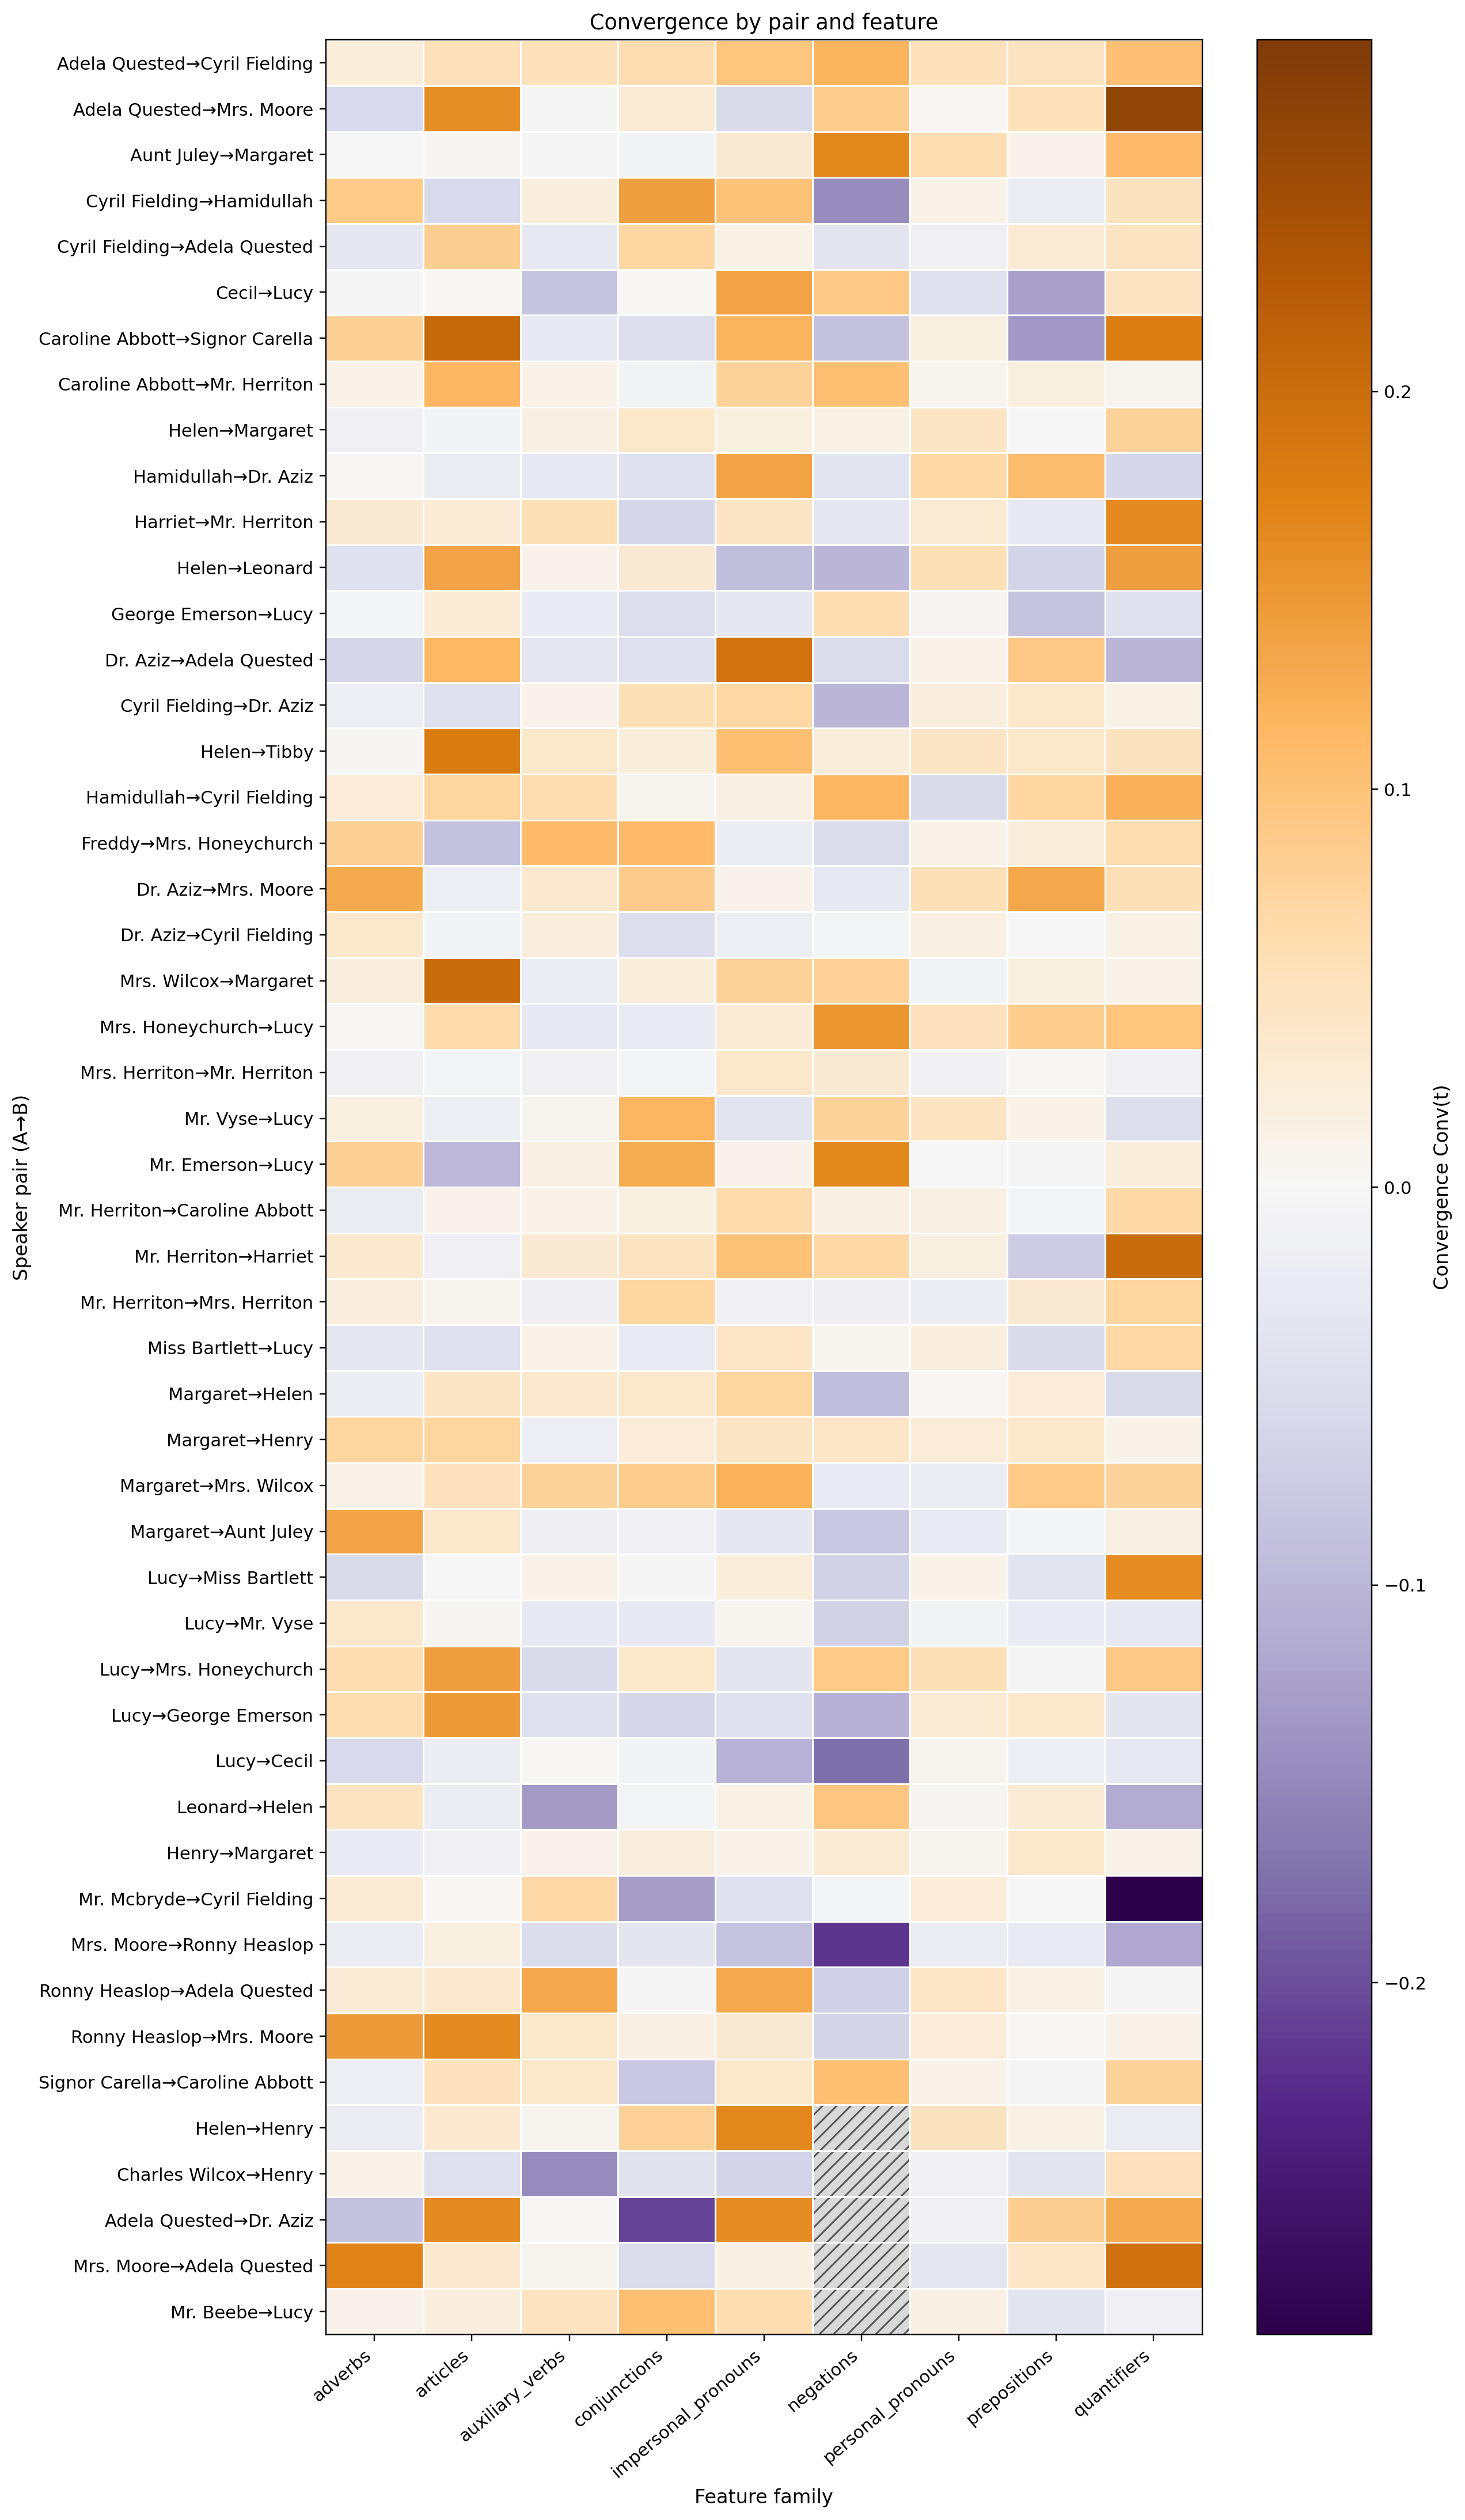 Convergence by pair and feature
Speaker pair (A→B)
Adela Quested→Cyril Fielding
Adela Quested→Mrs. Moore
Aunt Juley→Margaret
Cyril Fielding→Hamidullah
Cyril Fielding→Adela Quested
Cecil→Lucy
Caroline Abbott→Signor Carella
Caroline Abbott→Mr. Herriton
Helen→Margaret
Hamidullah→Dr. Aziz
Harriet→Mr. Herriton
Helen→Leonard
George Emerson→Lucy
Dr. Aziz→Adela Quested
Cyril Fielding→Dr. Aziz
Helen→Tibby
Hamidullah→Cyril Fielding
Freddy→Mrs. Honeychurch
Dr. Aziz→Mrs. Moore
Dr. Aziz→Cyril Fielding
Mrs. Wilcox→Margaret
Mrs. Honeychurch→Lucy
Mrs. Herriton→Mr. Herriton
Mr. Vyse→Lucy
Mr. Emerson→Lucy
Mr. Herriton→Caroline Abbott
Mr. Herriton→Harriet
Mr. Herriton→Mrs. Herriton
Miss Bartlett→Lucy
Margaret→Helen
Margaret→Henry
Margaret→Mrs. Wilcox
Margaret→Aunt Juley
Lucy→Miss Bartlett
Lucy→Mr. Vyse
Lucy→Mrs. Honeychurch
Lucy→George Emerson
Lucy→Cecil
Leonard→Helen
Henry→Margaret
Mr. Mcbryde→Cyril Fielding
Mrs. Moore→Ronny Heaslop
Ronny Heaslop→Adela Quested
Ronny Heaslop→Mrs. Moore
Signor Carella→Caroline Abbott
Helen→Henry
Charles Wilcox→Henry
Adela Quested→Dr. Aziz
Mrs. Moore→Adela Quested
Mr. Beebe→Lucy
adverbs
articles
auxiliary_verbs
conjunctions
impersonal_pronouns
negations
personal_pronouns
prepositions
quantifiers
Feature family
0.2
0.1
0.0
−0.1
−0.2
Convergence Conv(t)